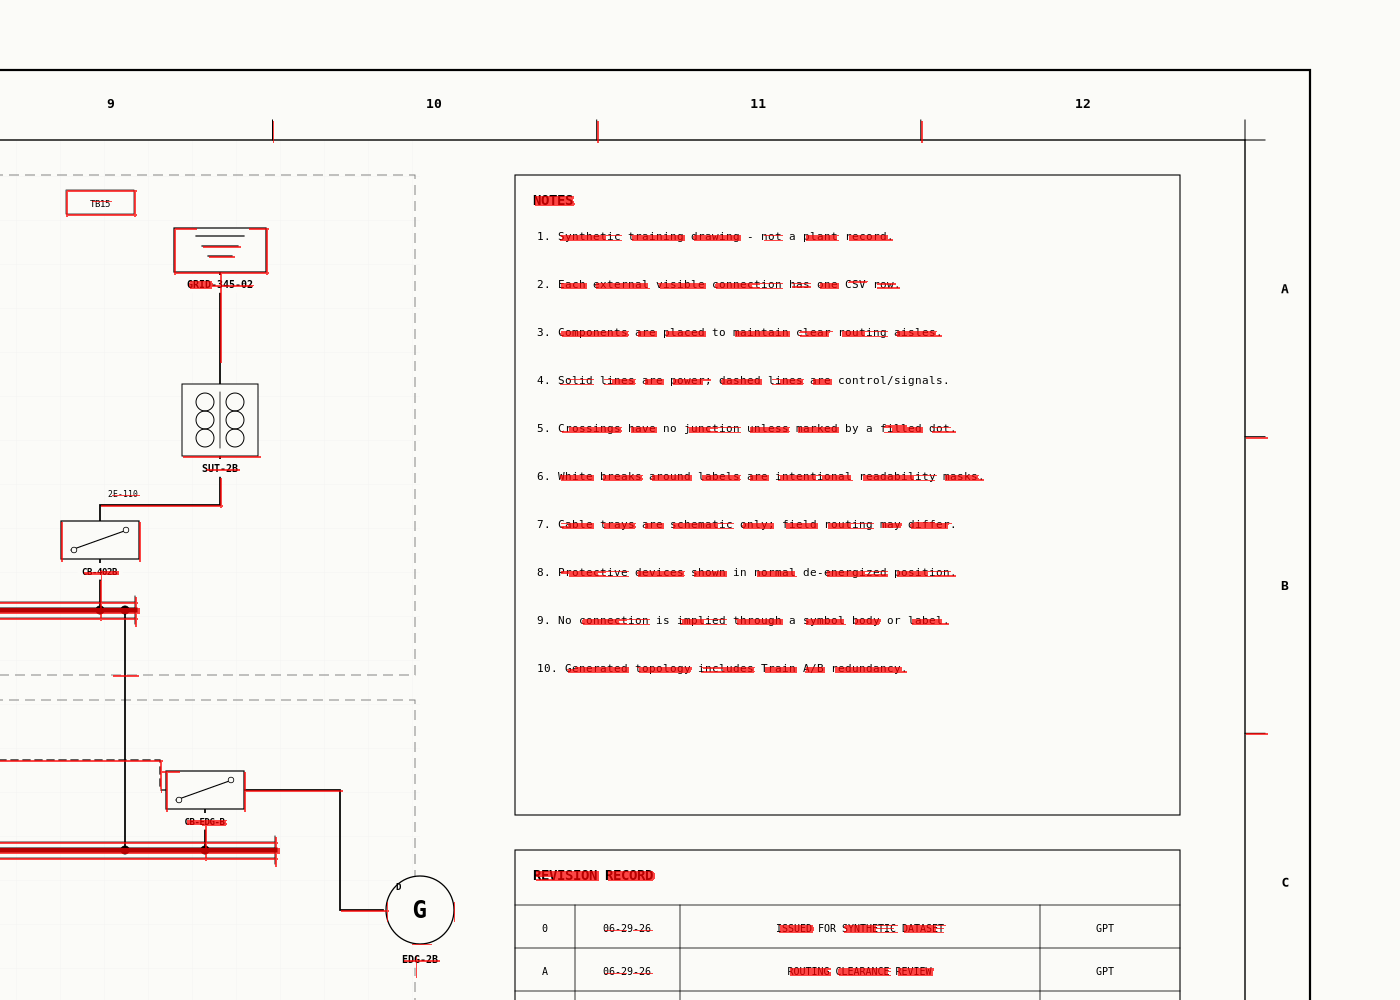 9 10 11 12
TB15
GRID-345-02
SUT-2B
2E-110
CB-402B
CB-EDG-B
D
G
EDG-2B
NOTES
1. Synthetic training drawing - not a plant record.
2. Each external visible connection has one CSV row.
3. Components are placed to maintain clear routing aisles.
4. Solid lines are power; dashed lines are control/signals.
5. Crossings have no junction unless marked by a filled dot.
6. White breaks around labels are intentional readability masks.
7. Cable trays are schematic only; field routing may differ.
8. Protective devices shown in normal de-energized position.
9. No connection is implied through a symbol body or label.
10. Generated topology includes Train A/B redundancy.
REVISION RECORD
0 06-29-26 ISSUED FOR SYNTHETIC DATASET GPT
A 06-29-26 ROUTING CLEARANCE REVIEW GPT
A
B
C